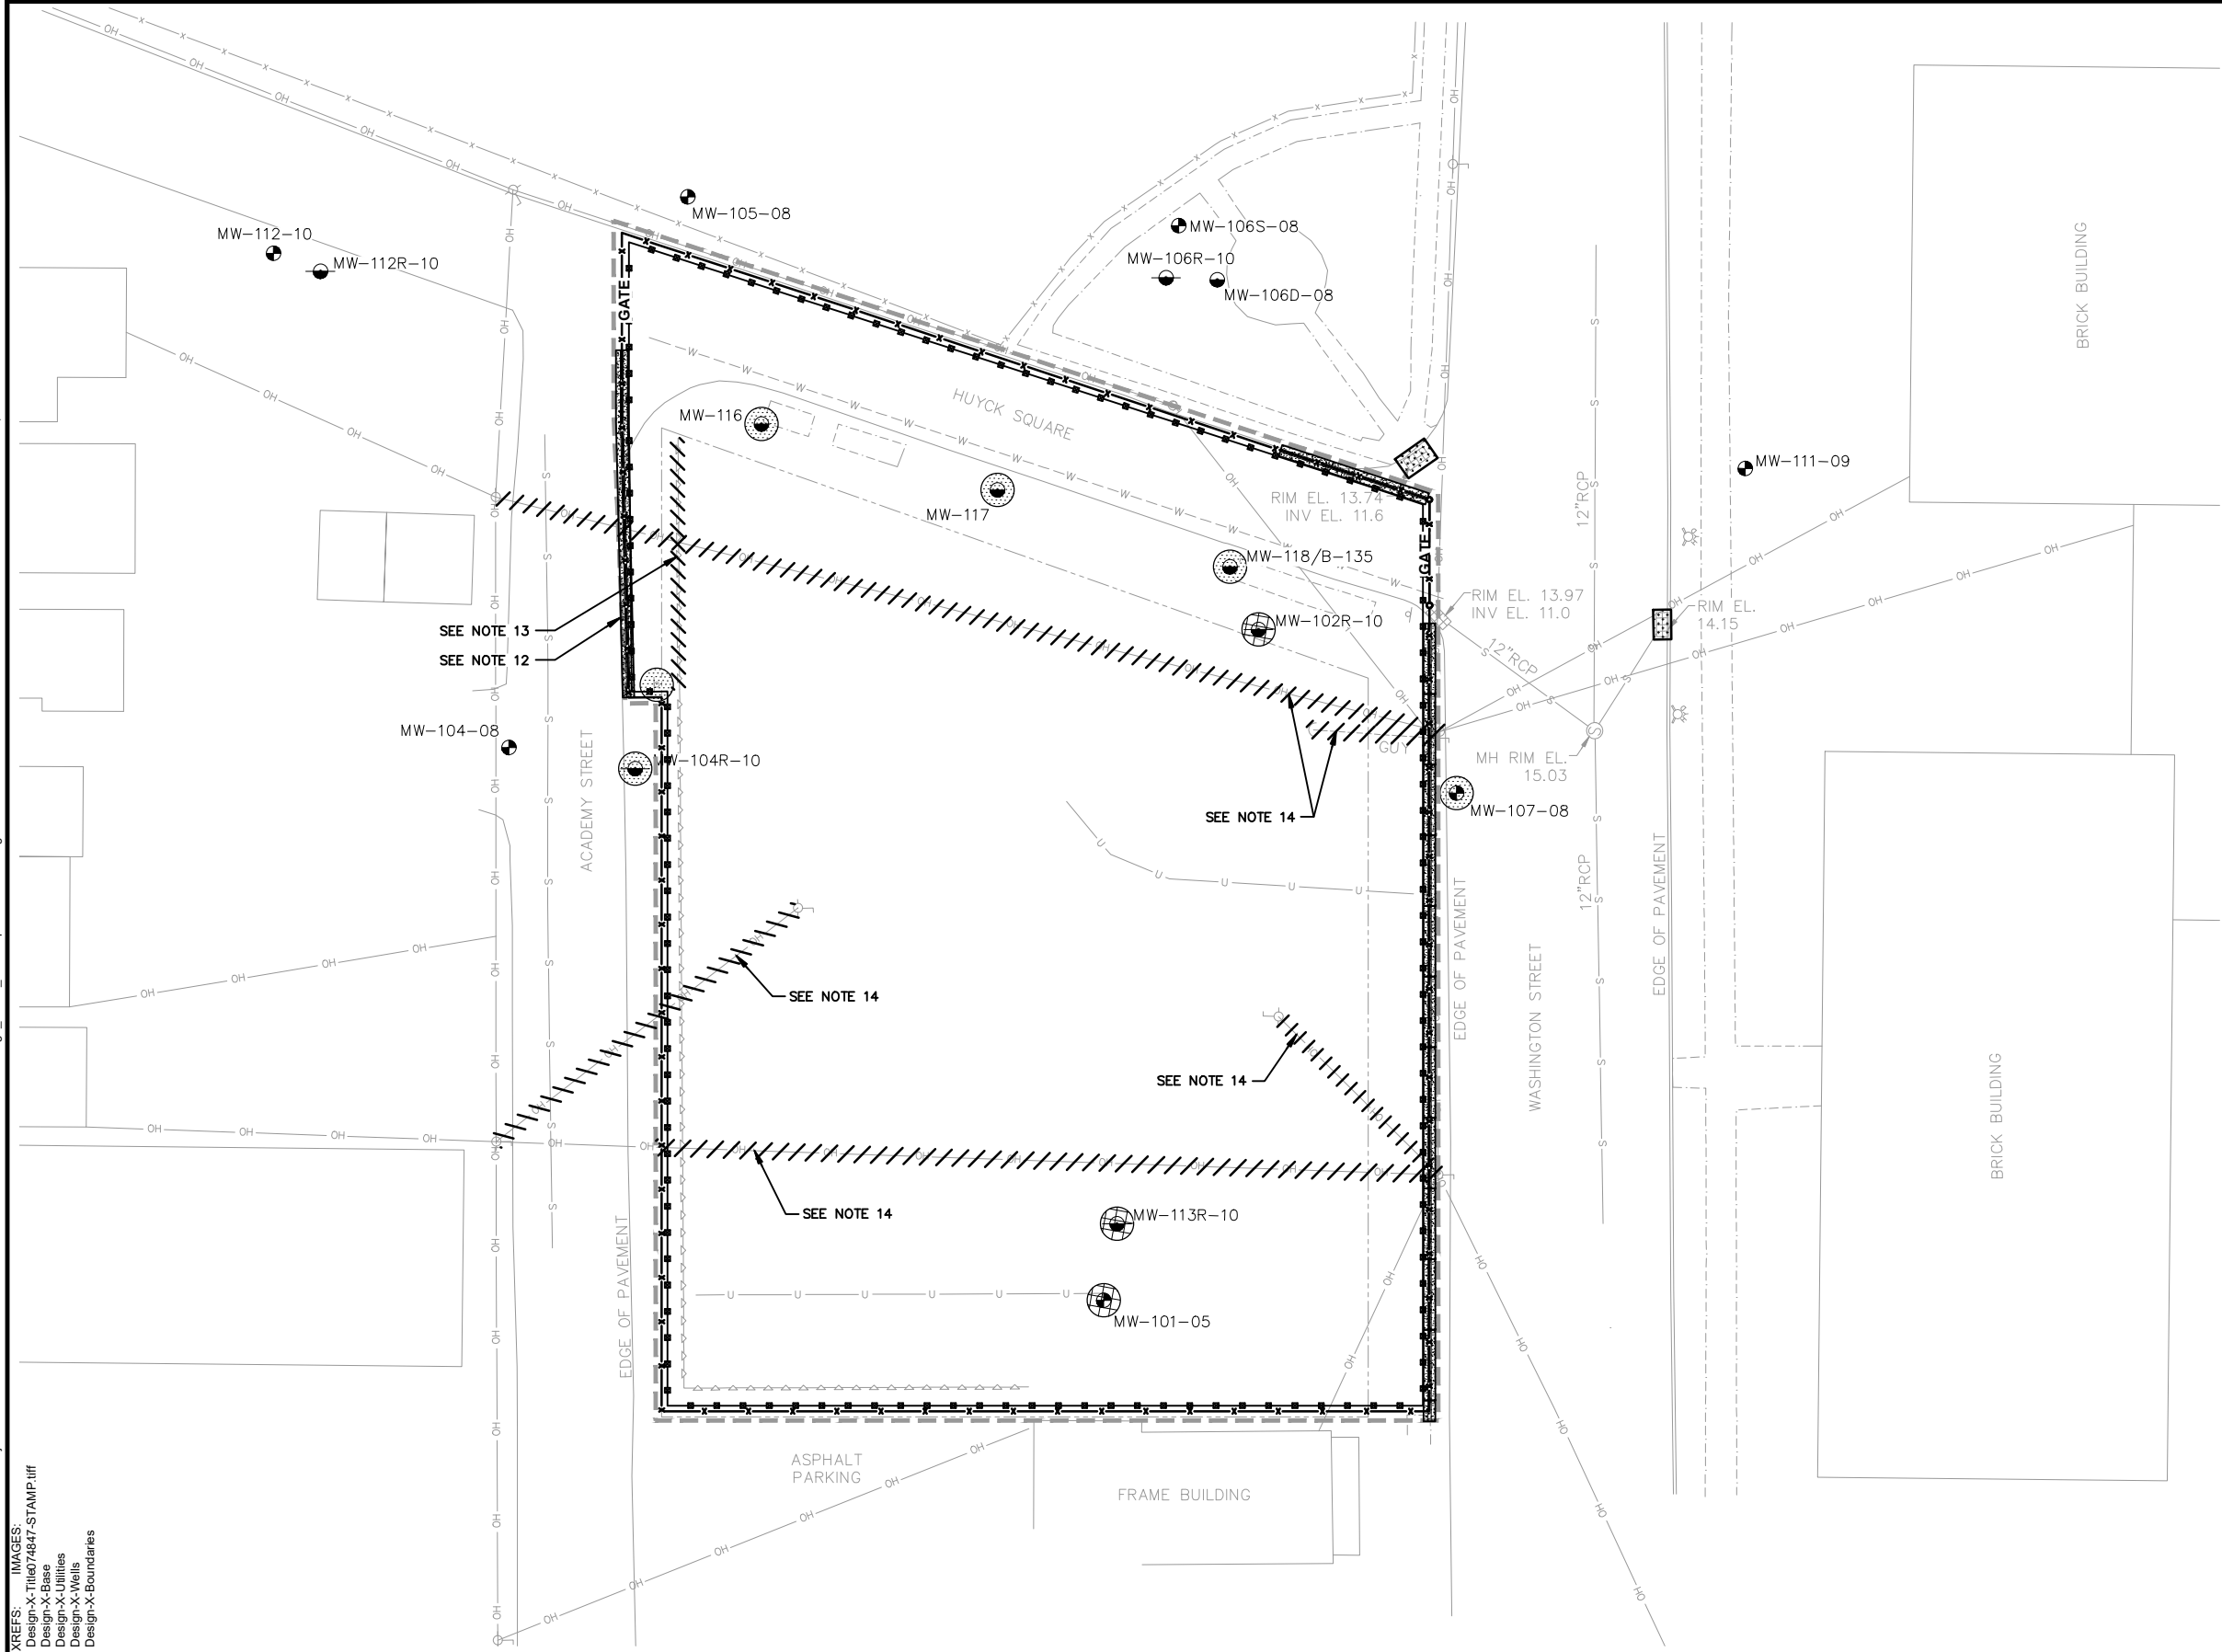 MW-105-08
MW-106S-08
MW-112-10
MW-112R-10
MW-106R-10
MW-106D-08
GATE
BRICK BUILDING
HUYCK SQUARE
MW-116
MW-117
MW-111-09
RIM EL. 13.74
INV EL. 11.6
12"RCP
MW-118/B-135
GATE
RIM EL. 13.97
INV EL. 11.0
RIM EL.
14.15
MW-102R-10
SEE NOTE 13
SEE NOTE 12
12"RCP
MW-104-08
GUY
MH RIM EL.
15.03
MW-104R-10
ACADEMY STREET
SEE NOTE 14
MW-107-08
12"RCP
EDGE OF PAVEMENT
EDGE OF PAVEMENT
WASHINGTON STREET
SEE NOTE 14
SEE NOTE 14
BRICK BUILDING
SEE NOTE 14
MW-113R-10
EDGE OF PAVEMENT
MW-101-05
ASPHALT
PARKING
FRAME BUILDING
XREFS: IMAGES:
Design-X-Title074847-STAMP.tiff
Design-X-Base
Design-X-Utilities
Design-X-Wells
Design-X-Boundaries